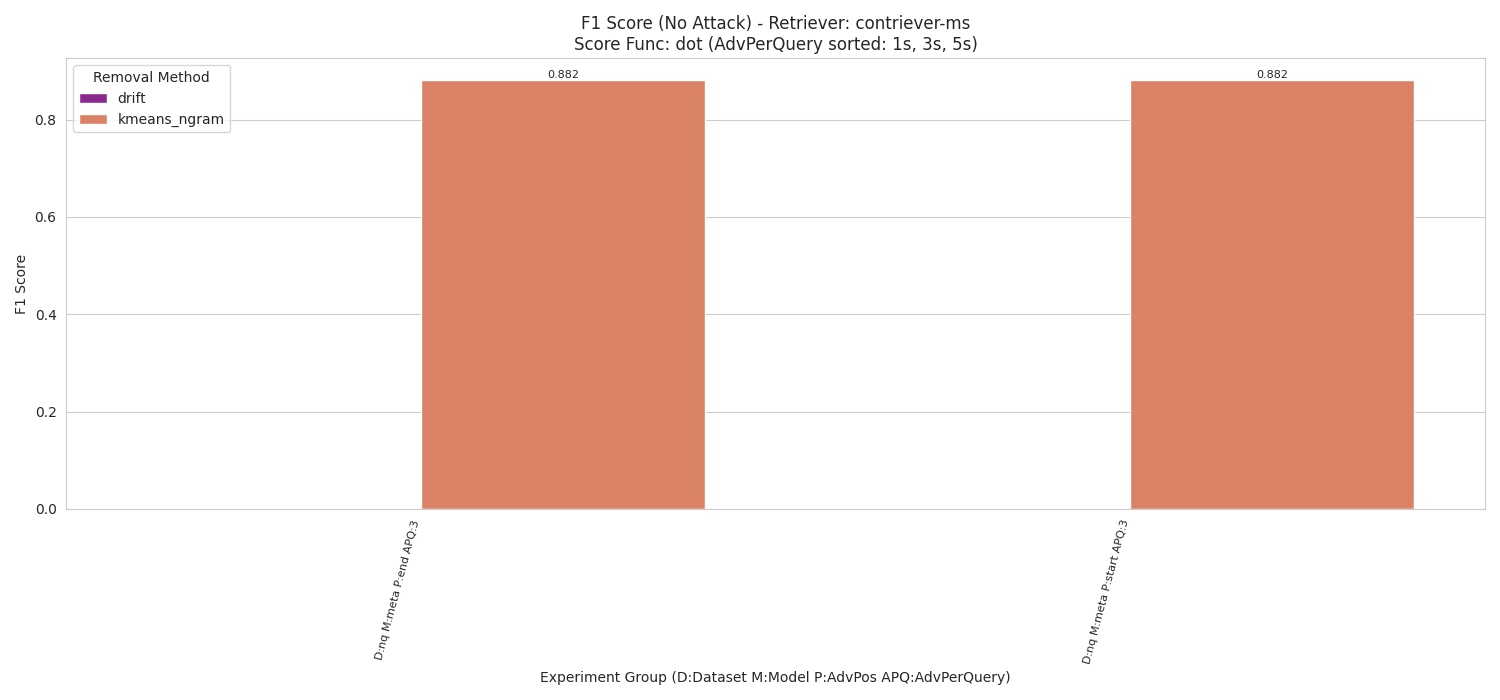 F1 Score (No Attack) - Retriever: contriever-ms
Score Func: dot (AdvPerQuery sorted: 1s, 3s, 5s)
Removal Method
drift
kmeans_ngram
0.882
0.882
F1 Score
0.8
0.6
0.4
0.2
0.0
D:nq M:meta P:end APQ:3
D:nq M:meta P:start APQ:3
Experiment Group (D:Dataset M:Model P:AdvPos APQ:AdvPerQuery)